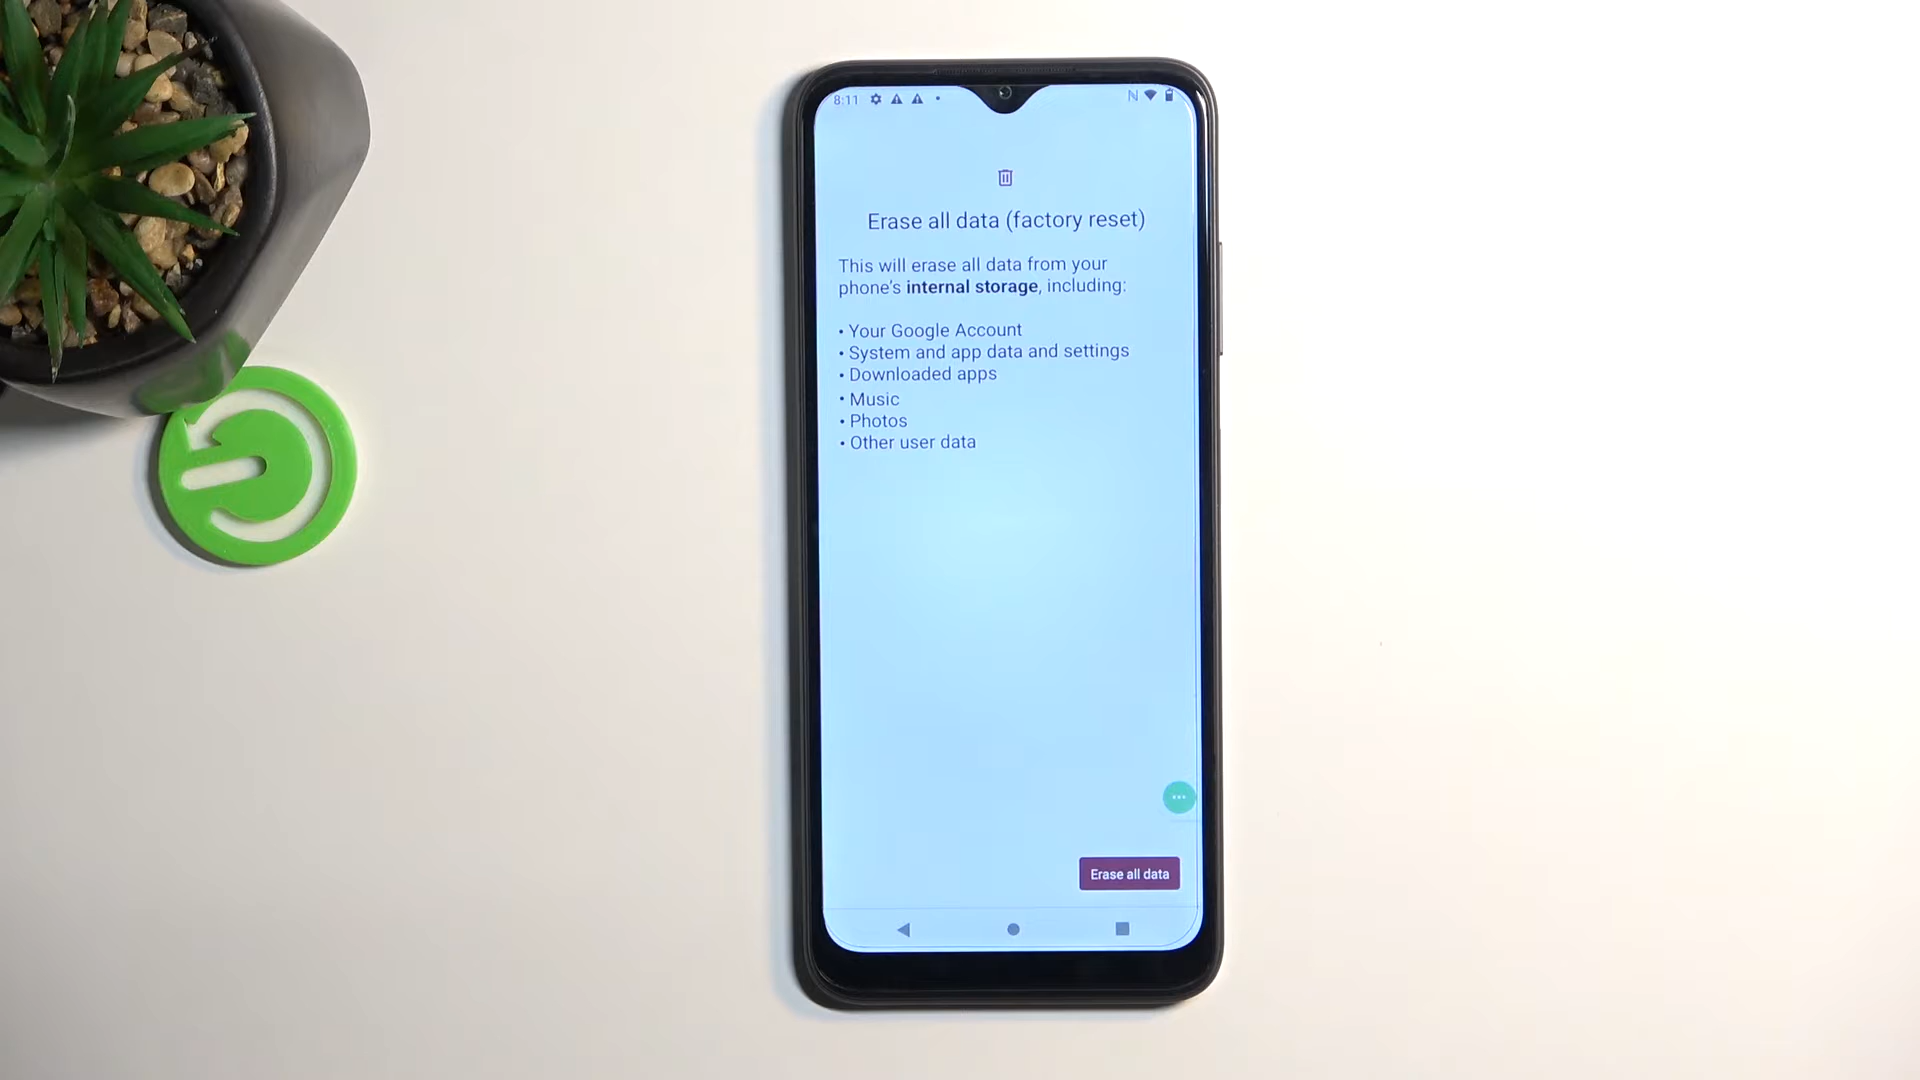 8:11
Erase all data (factory reset)
This will erase all data from your
phone's internal storage, including:
• Your Google Account
• System and app data and settings
• Downloaded apps
• Music
• Photos
• Other user data
Erase all data